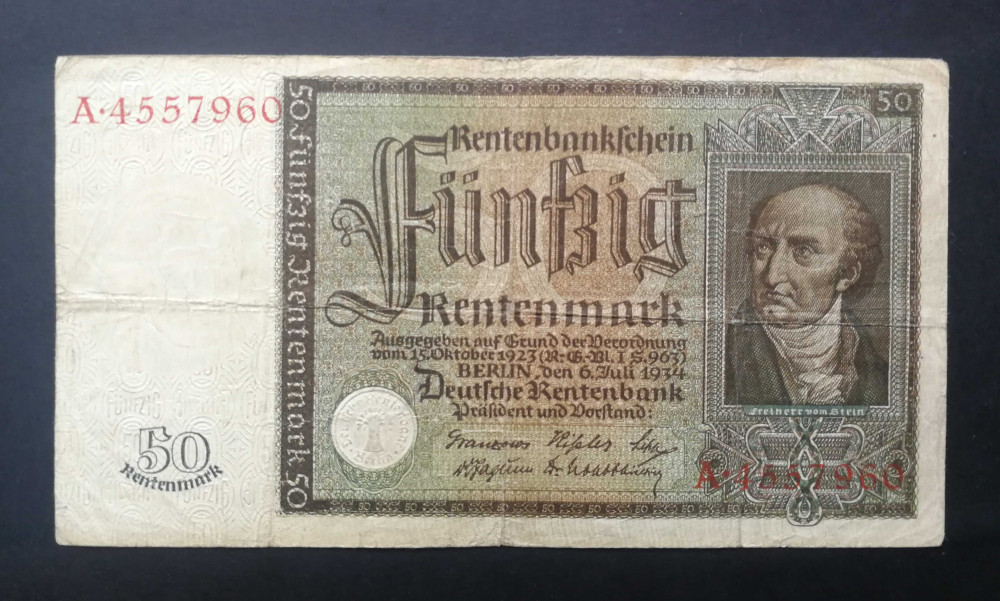 A·4557960
50 Fünfzig Rentenmark 50
50
Rentenbankschein
Fünfzig
Rentenmark
Ausgegeben auf Grund der Verordnung
vom 15. Oktober 1923 (R.-G.-Bl. I S. 963)
BERLIN, den 6. Juli 1934
Deutsche Rentenbank
Präsident und Vorstand:
Freiherr vom Stein
50
Rentenmark
A·4557960